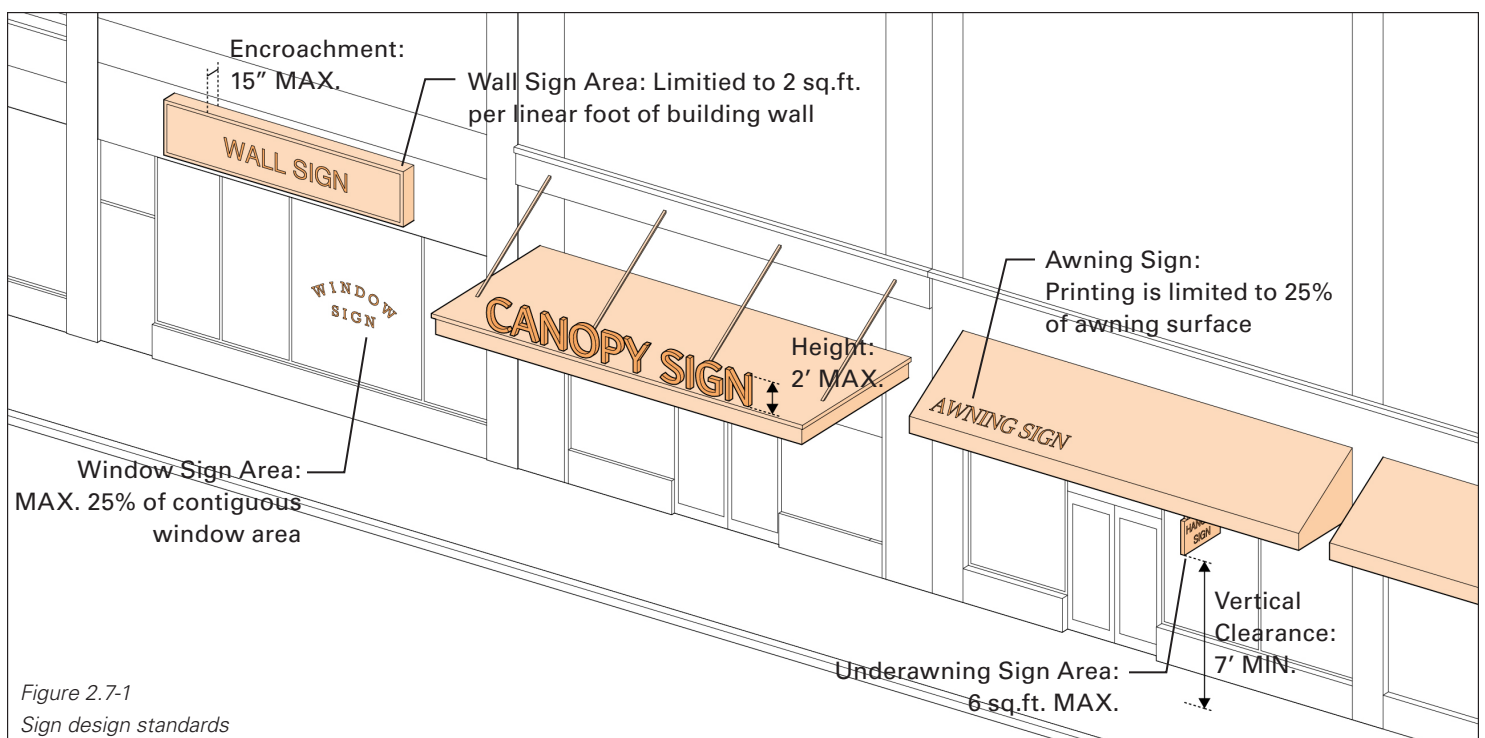 Encroachment:
15” MAX.
Wall Sign Area: Limitied to 2 sq.ft.
per linear foot of building wall
WALL SIGN
WINDOW
SIGN
CANOPY SIGN
Height:
2’ MAX.
Awning Sign:
Printing is limited to 25%
of awning surface
AWNING SIGN
Window Sign Area:
MAX. 25% of contiguous
window area
SIGN
Vertical
Clearance:
7’ MIN.
Underawning Sign Area:
6 sq.ft. MAX.
Figure 2.7-1
Sign design standards